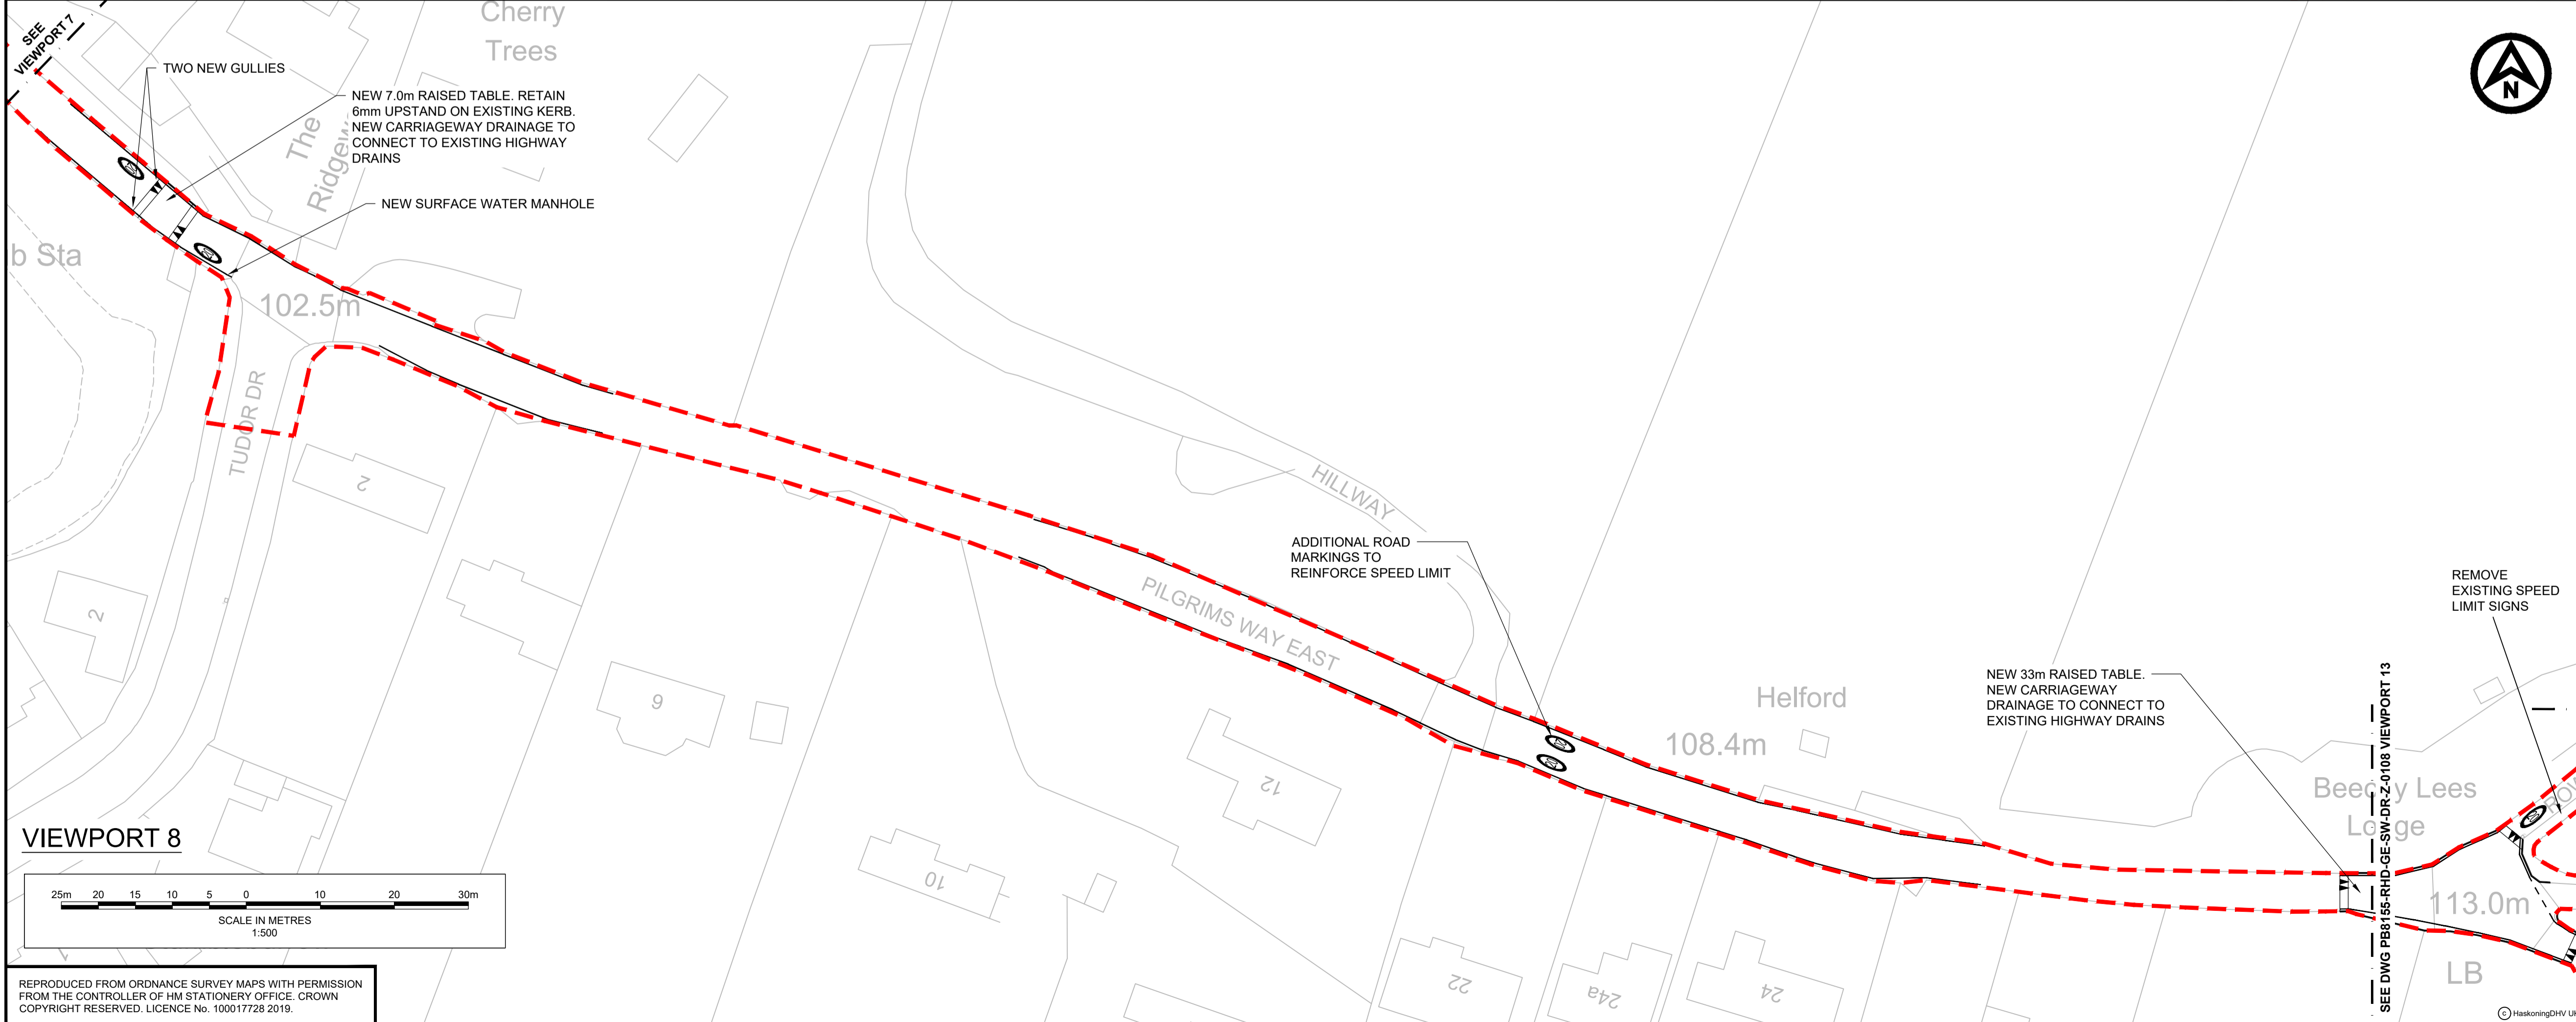 SEE
VIEWPORT 7
Cherry
Trees
TWO NEW GULLIES
NEW 7.0m RAISED TABLE. RETAIN
6mm UPSTAND ON EXISTING KERB.
NEW CARRIAGEWAY DRAINAGE TO
CONNECT TO EXISTING HIGHWAY
DRAINS
The
NEW SURFACE WATER MANHOLE
N
b Sta
102.5m
TUDOR DR
2
2
9
10
12
HILLWAY
PILGRIMS WAY EAST
ADDITIONAL ROAD
MARKINGS TO
REINFORCE SPEED LIMIT
Helford
108.4m
22
24a
24
NEW 33m RAISED TABLE.
NEW CARRIAGEWAY
DRAINAGE TO CONNECT TO
EXISTING HIGHWAY DRAINS
SEE DWG PB8155-RHD-GE-SW-DR-Z-0108 VIEWPORT 13
REMOVE
EXISTING SPEED
LIMIT SIGNS
Lees
113.0m
LB
VIEWPORT 8
25m 20 15 10 5 0 10 20 30m
SCALE IN METRES
1:500
REPRODUCED FROM ORDNANCE SURVEY MAPS WITH PERMISSION
FROM THE CONTROLLER OF HM STATIONERY OFFICE. CROWN
COPYRIGHT RESERVED. LICENCE No. 100017728 2019.
© HaskoningDHV